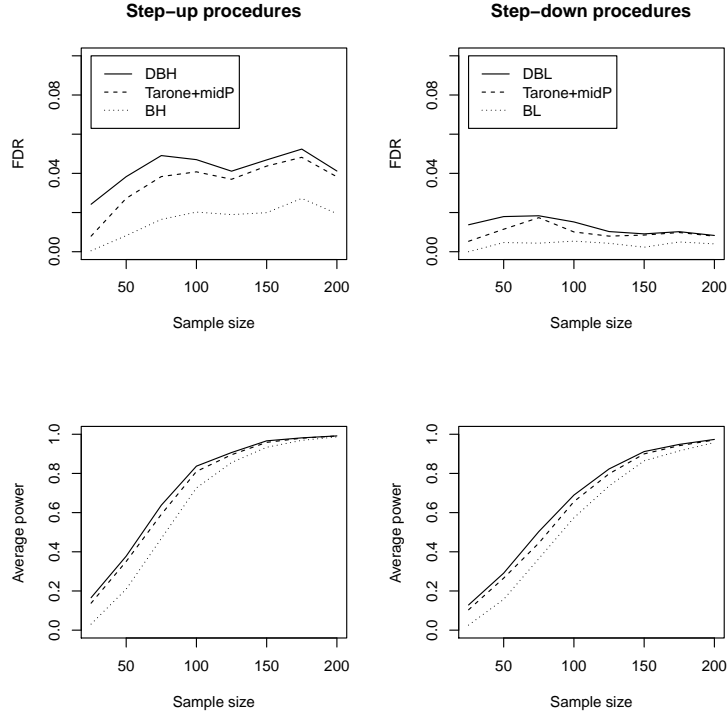 Step−up procedures
FDR
0.00 0.04 0.08
DBH
Tarone+midP
BH
50 100 150 200
Sample size
Step−down procedures
FDR
0.00 0.04 0.08
DBL
Tarone+midP
BL
50 100 150 200
Sample size
Average power
0.0 0.2 0.4 0.6 0.8 1.0
50 100 150 200
Sample size
Average power
0.0 0.2 0.4 0.6 0.8 1.0
50 100 150 200
Sample size